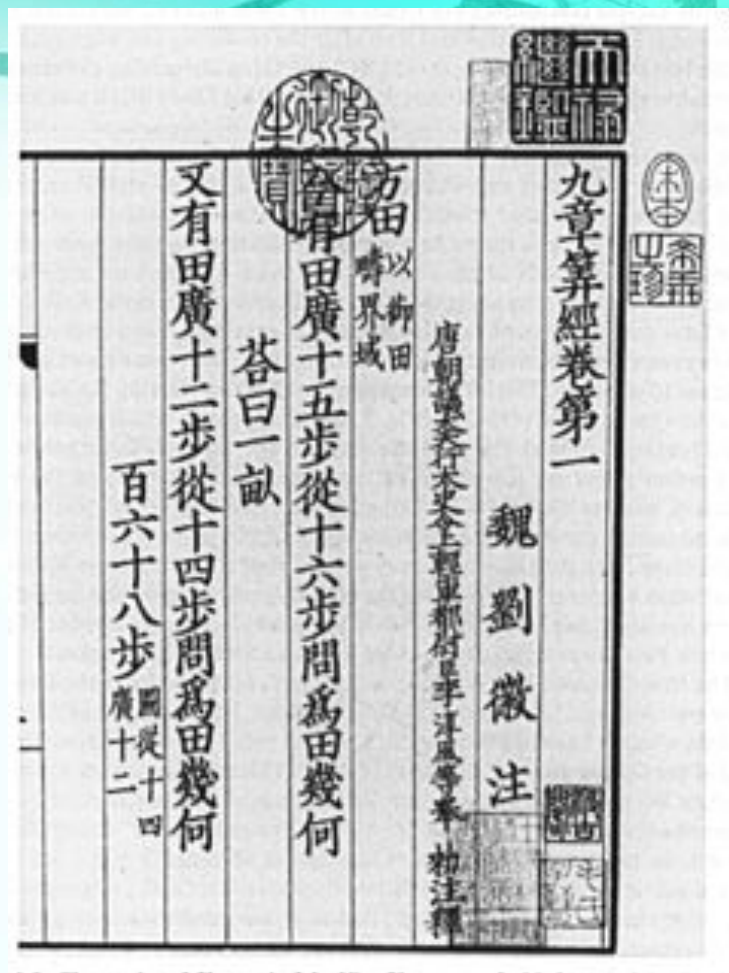 九章筭經卷第一
魏劉徽注
唐朝議大夫行太史令上輕車都尉臣李淳風等奉勑注釋
方田以御田疇界域
今有田廣十五步從十六步問爲田幾何
荅曰一畝
又有田廣十二步從十四步問爲田幾何
百六十八步圖從十四廣十二